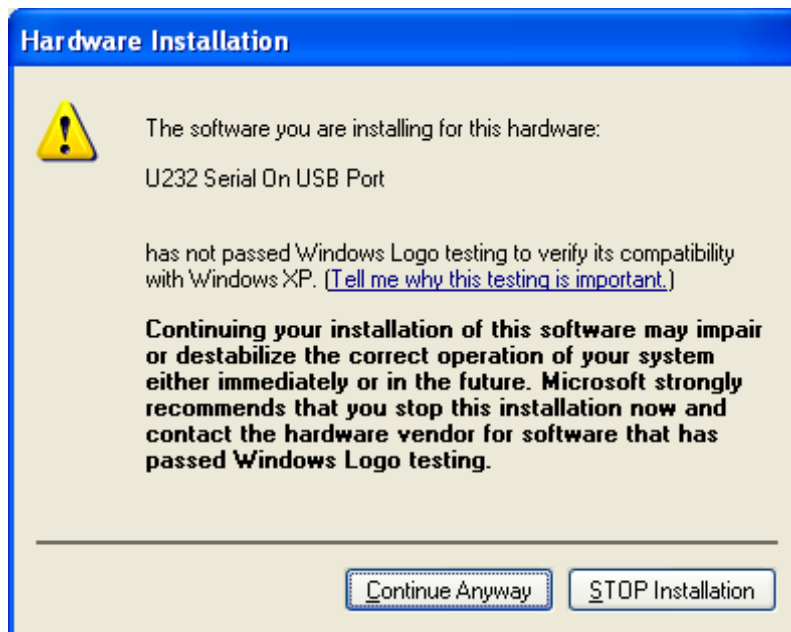 Hardware Installation
The software you are installing for this hardware:
U232 Serial On USB Port
has not passed Windows Logo testing to verify its compatibility
with Windows XP. (Tell me why this testing is important.)
Continuing your installation of this software may impair
or destabilize the correct operation of your system
either immediately or in the future. Microsoft strongly
recommends that you stop this installation now and
contact the hardware vendor for software that has
passed Windows Logo testing.
Continue Anyway
STOP Installation